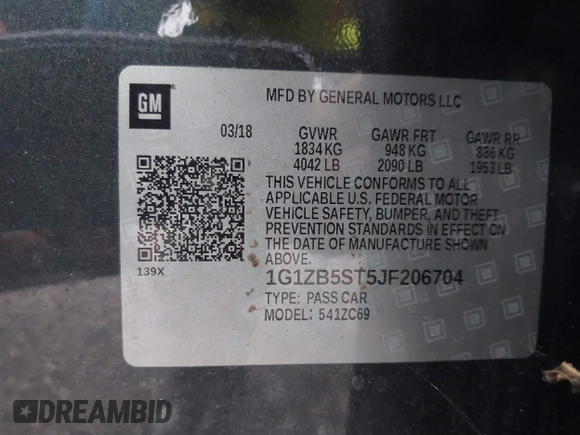 GM
MFD BY GENERAL MOTORS LLC
03/18 GVWR GAWR FRT GAWR RR
1834 KG 948 KG 886 KG
4042 LB 2090 LB 1953 LB
THIS VEHICLE CONFORMS TO ALL
APPLICABLE U.S. FEDERAL MOTOR
VEHICLE SAFETY, BUMPER, AND THEFT
PREVENTION STANDARDS IN EFFECT ON
THE DATE OF MANUFACTURE SHOWN
ABOVE.
139X
1G1ZB5ST5JF206704
TYPE: PASS CAR
MODEL: 541ZC69
DREAMBID